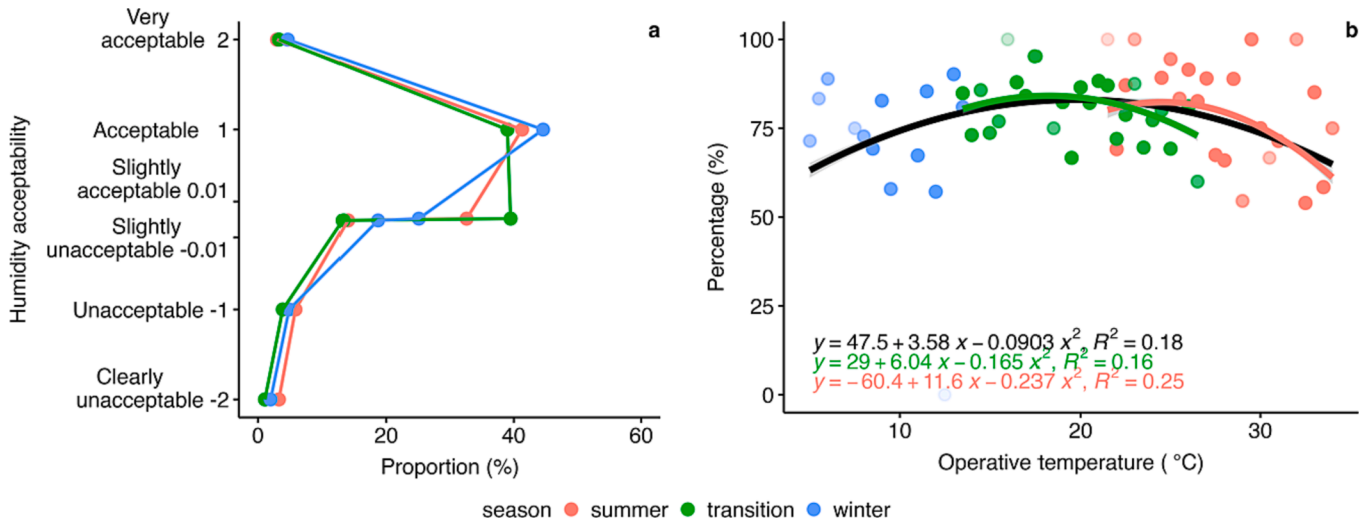 Humidity acceptability
Very
acceptable 2
Acceptable 1
Slightly
acceptable 0.01
Slightly
unacceptable -0.01
Unacceptable -1
Clearly
unacceptable -2
0 20 40 60
Proportion (%)
a
Percentage (%)
100
75
50
25
0
b
y = 47.5 + 3.58 x − 0.0903 x², R² = 0.18
y = 29 + 6.04 x − 0.165 x², R² = 0.16
y = −60.4 + 11.6 x − 0.237 x², R² = 0.25
10 20 30
Operative temperature ( °C)
season summer transition winter